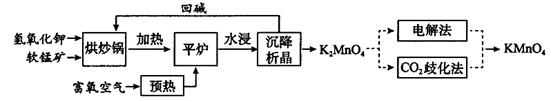 回碱
氢氧化钾
软锰矿
烘炒锅
加热
平炉
水浸
沉降
析晶
K₂MnO₄
电解法
CO₂歧化法
KMnO₄
富氧空气
预热